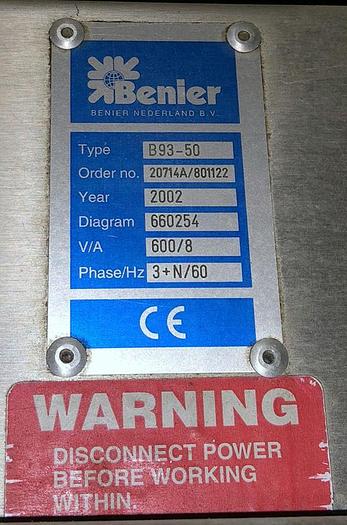 Benier
BENIER NEDERLAND B.V.
Type B93-50
Order no. 20714A/801122
Year 2002
Diagram 660254
V/A 600/8
Phase/Hz 3+N/60
CE
WARNING
DISCONNECT POWER
BEFORE WORKING
WITHIN.